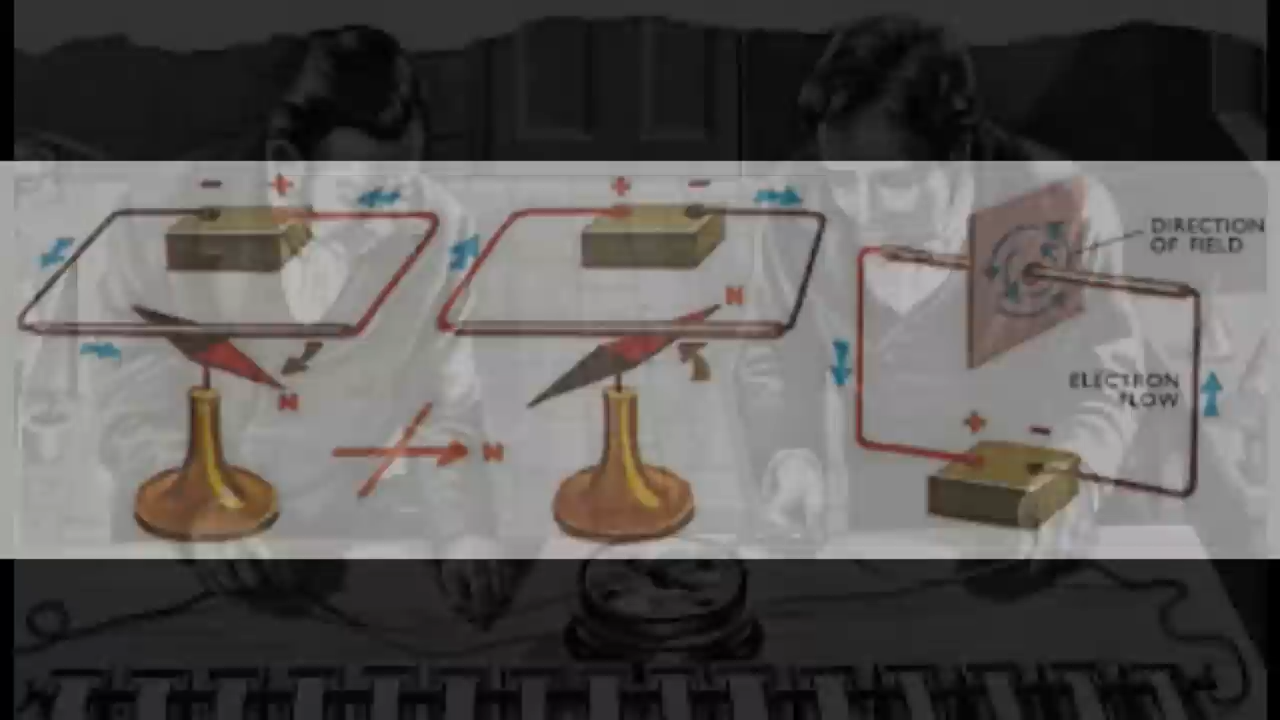 - +
+ -
DIRECTION
OF FIELD
N
N
N
ELECTRON
FLOW
+ -